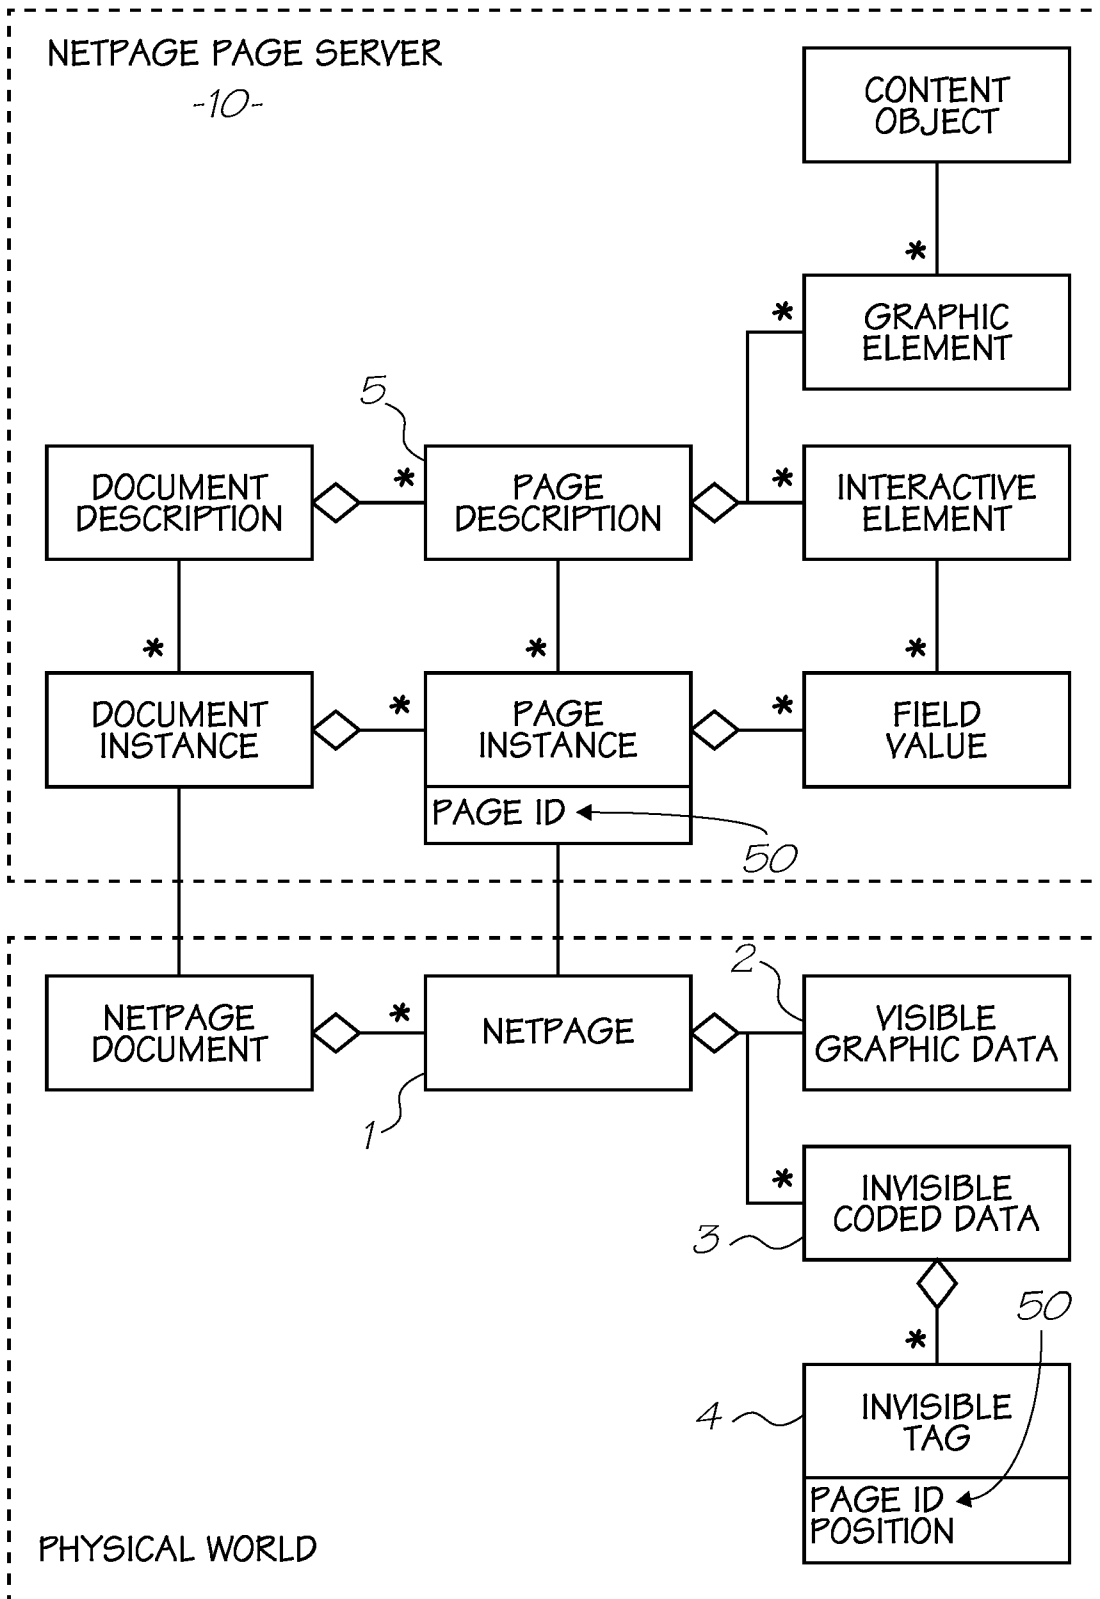 NETPAGE PAGE SERVER
-10-
CONTENT
OBJECT
*
GRAPHIC
ELEMENT
*
5
DOCUMENT
DESCRIPTION
*
PAGE
DESCRIPTION
*
INTERACTIVE
ELEMENT
*
*
*
DOCUMENT
INSTANCE
*
PAGE
INSTANCE
*
FIELD
VALUE
PAGE ID
50
NETPAGE
DOCUMENT
*
NETPAGE
1
2
VISIBLE
GRAPHIC DATA
*
INVISIBLE
CODED DATA
3
50
*
4
INVISIBLE
TAG
PAGE ID
POSITION
PHYSICAL WORLD